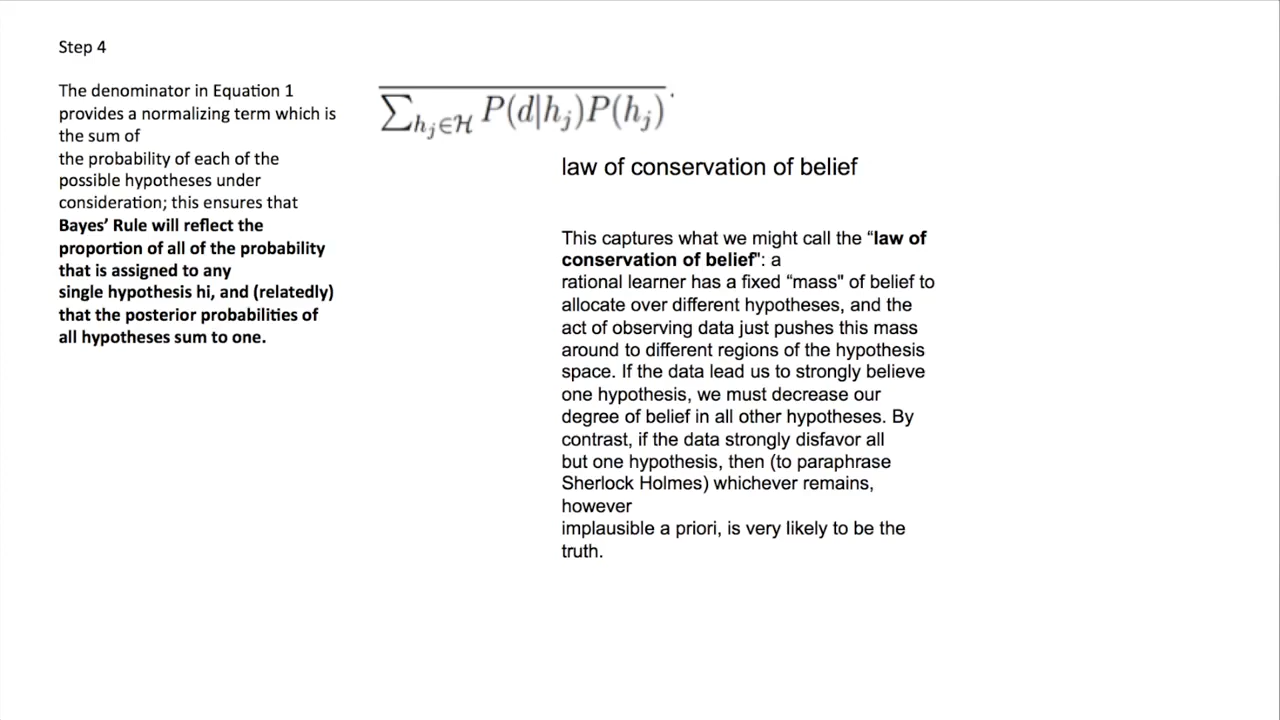 Step 4
The denominator in Equation 1
provides a normalizing term which is
the sum of
the probability of each of the
possible hypotheses under
consideration; this ensures that
Bayes’ Rule will reflect the
proportion of all of the probability
that is assigned to any
single hypothesis hi, and (relatedly)
that the posterior probabilities of
all hypotheses sum to one.
∑hj∈ℋ P(d|hj)P(hj).
law of conservation of belief
This captures what we might call the “law of
conservation of belief": a
rational learner has a fixed “mass" of belief to
allocate over different hypotheses, and the
act of observing data just pushes this mass
around to different regions of the hypothesis
space. If the data lead us to strongly believe
one hypothesis, we must decrease our
degree of belief in all other hypotheses. By
contrast, if the data strongly disfavor all
but one hypothesis, then (to paraphrase
Sherlock Holmes) whichever remains,
however
implausible a priori, is very likely to be the
truth.